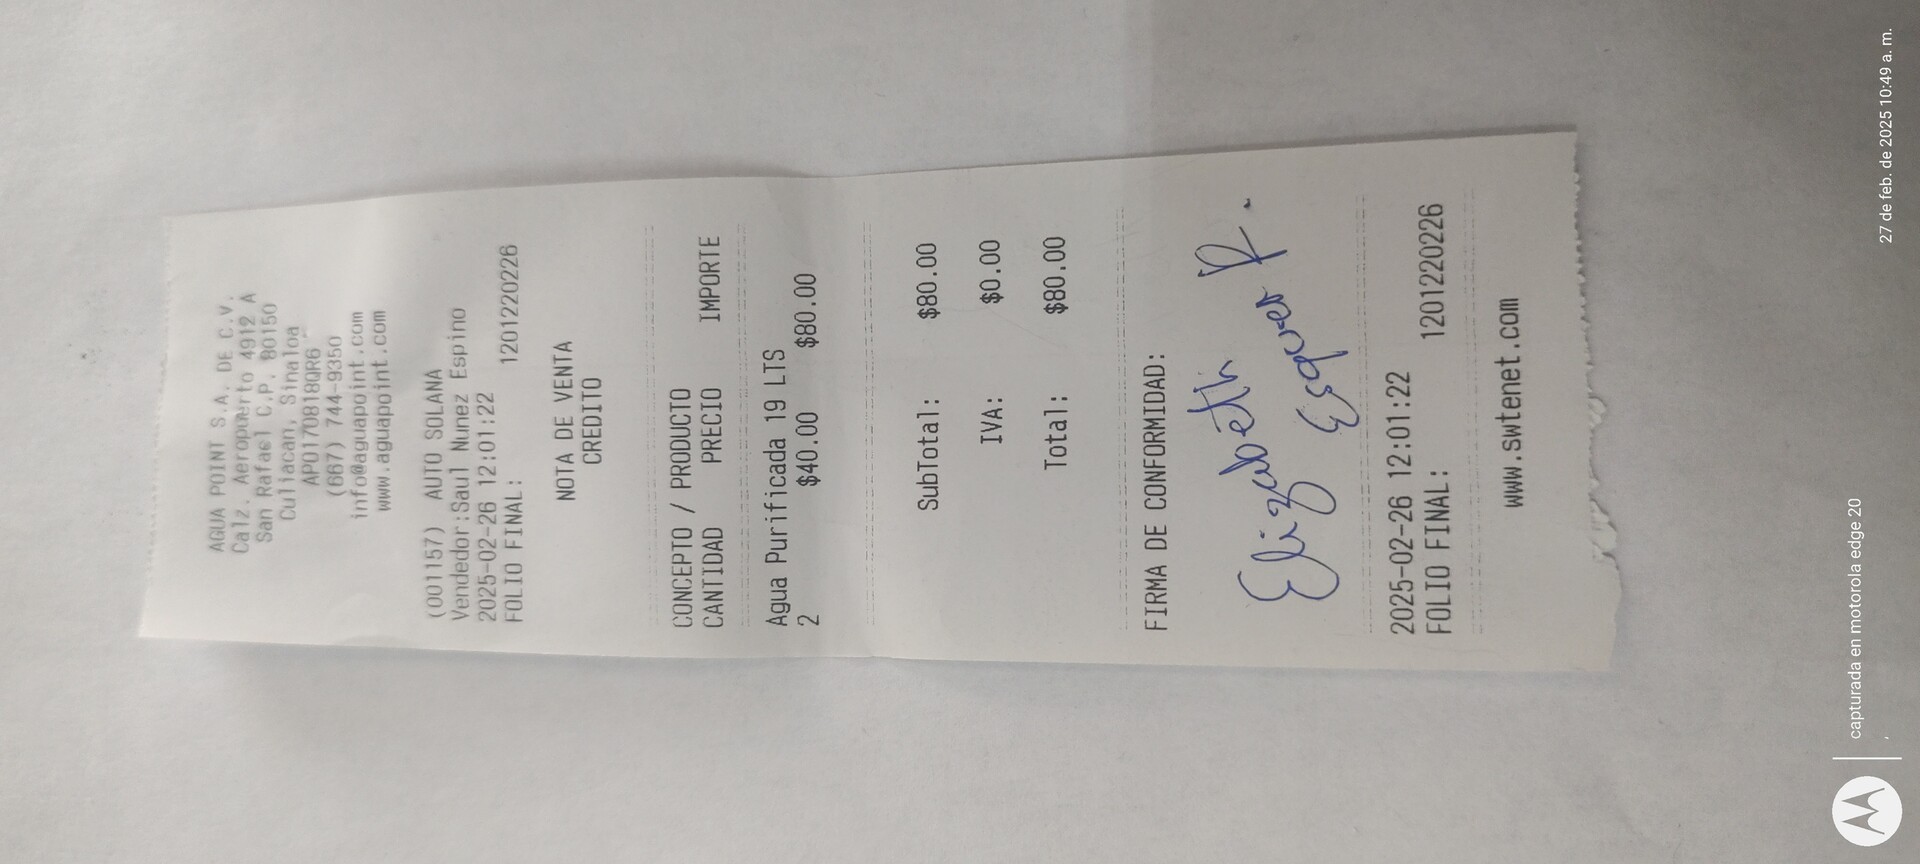 AGUA POINT S.A. DE C.V.
Calz. Aeropuerto 4912 A
San Rafael C.P. 80150
Culiacan, Sinaloa
APO170818QR6
(667) 744-9350
info@aguapoint.com
www.aguapoint.com
(001157) AUTO SOLANA
Vendedor:Saul Nunez Espino
2025-02-26 12:01:22
FOLIO FINAL: 1201220226
NOTA DE VENTA
CREDITO
CONCEPTO / PRODUCTO
CANTIDAD PRECIO IMPORTE
Agua Purificada 19 LTS
2 $40.00 $80.00
SubTotal: $80.00
IVA: $0.00
Total: $80.00
FIRMA DE CONFORMIDAD:
Elizabeth
Esquer R.
2025-02-26 12:01:22
FOLIO FINAL: 1201220226
www.swtenet.com
capturada en motorola edge 20
27 de feb. de 2025 10:49 a. m.